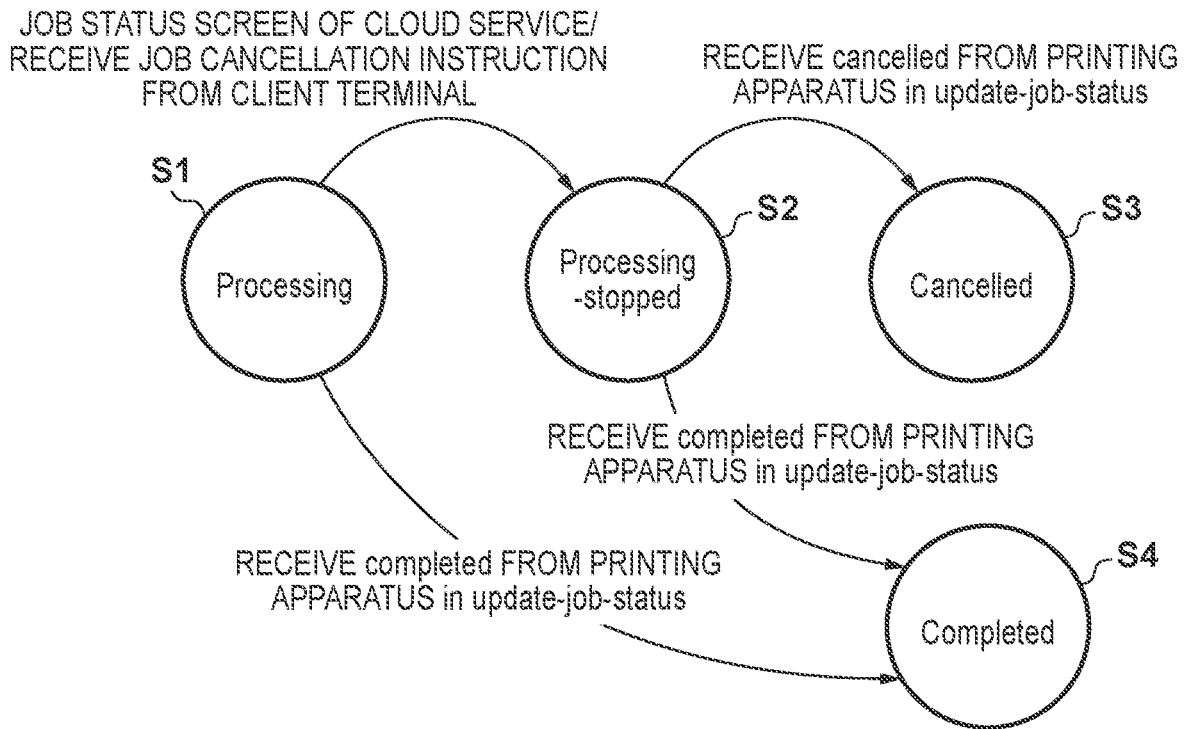 JOB STATUS SCREEN OF CLOUD SERVICE/
RECEIVE JOB CANCELLATION INSTRUCTION
FROM CLIENT TERMINAL
RECEIVE cancelled FROM PRINTING
APPARATUS in update-job-status
S1
S2
S3
Processing
Processing
-stopped
Cancelled
RECEIVE completed FROM PRINTING
APPARATUS in update-job-status
RECEIVE completed FROM PRINTING
APPARATUS in update-job-status
S4
Completed